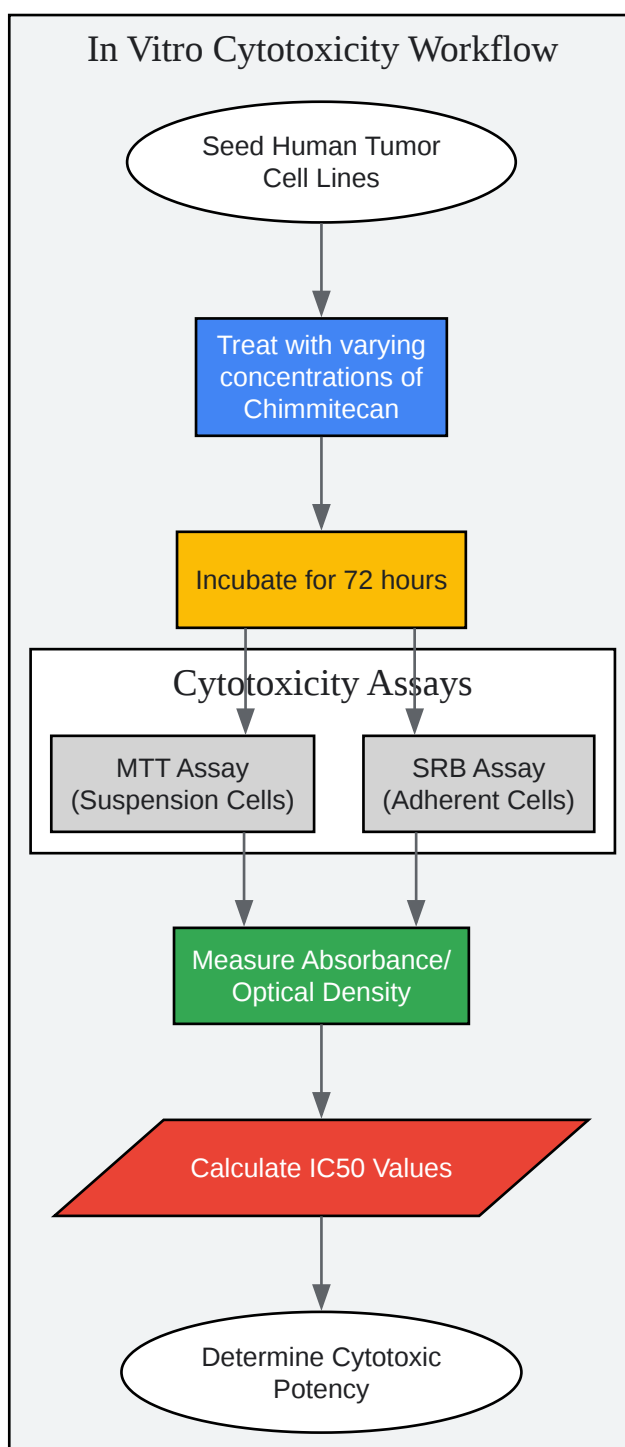 In Vitro Cytotoxicity Workflow
Seed Human Tumor
Cell Lines
Treat with varying
concentrations of
Chimmitecan
Incubate for 72 hours
Cytotoxicity Assays
MTT Assay
(Suspension Cells)
SRB Assay
(Adherent Cells)
Measure Absorbance/
Optical Density
Calculate IC50 Values
Determine Cytotoxic
Potency